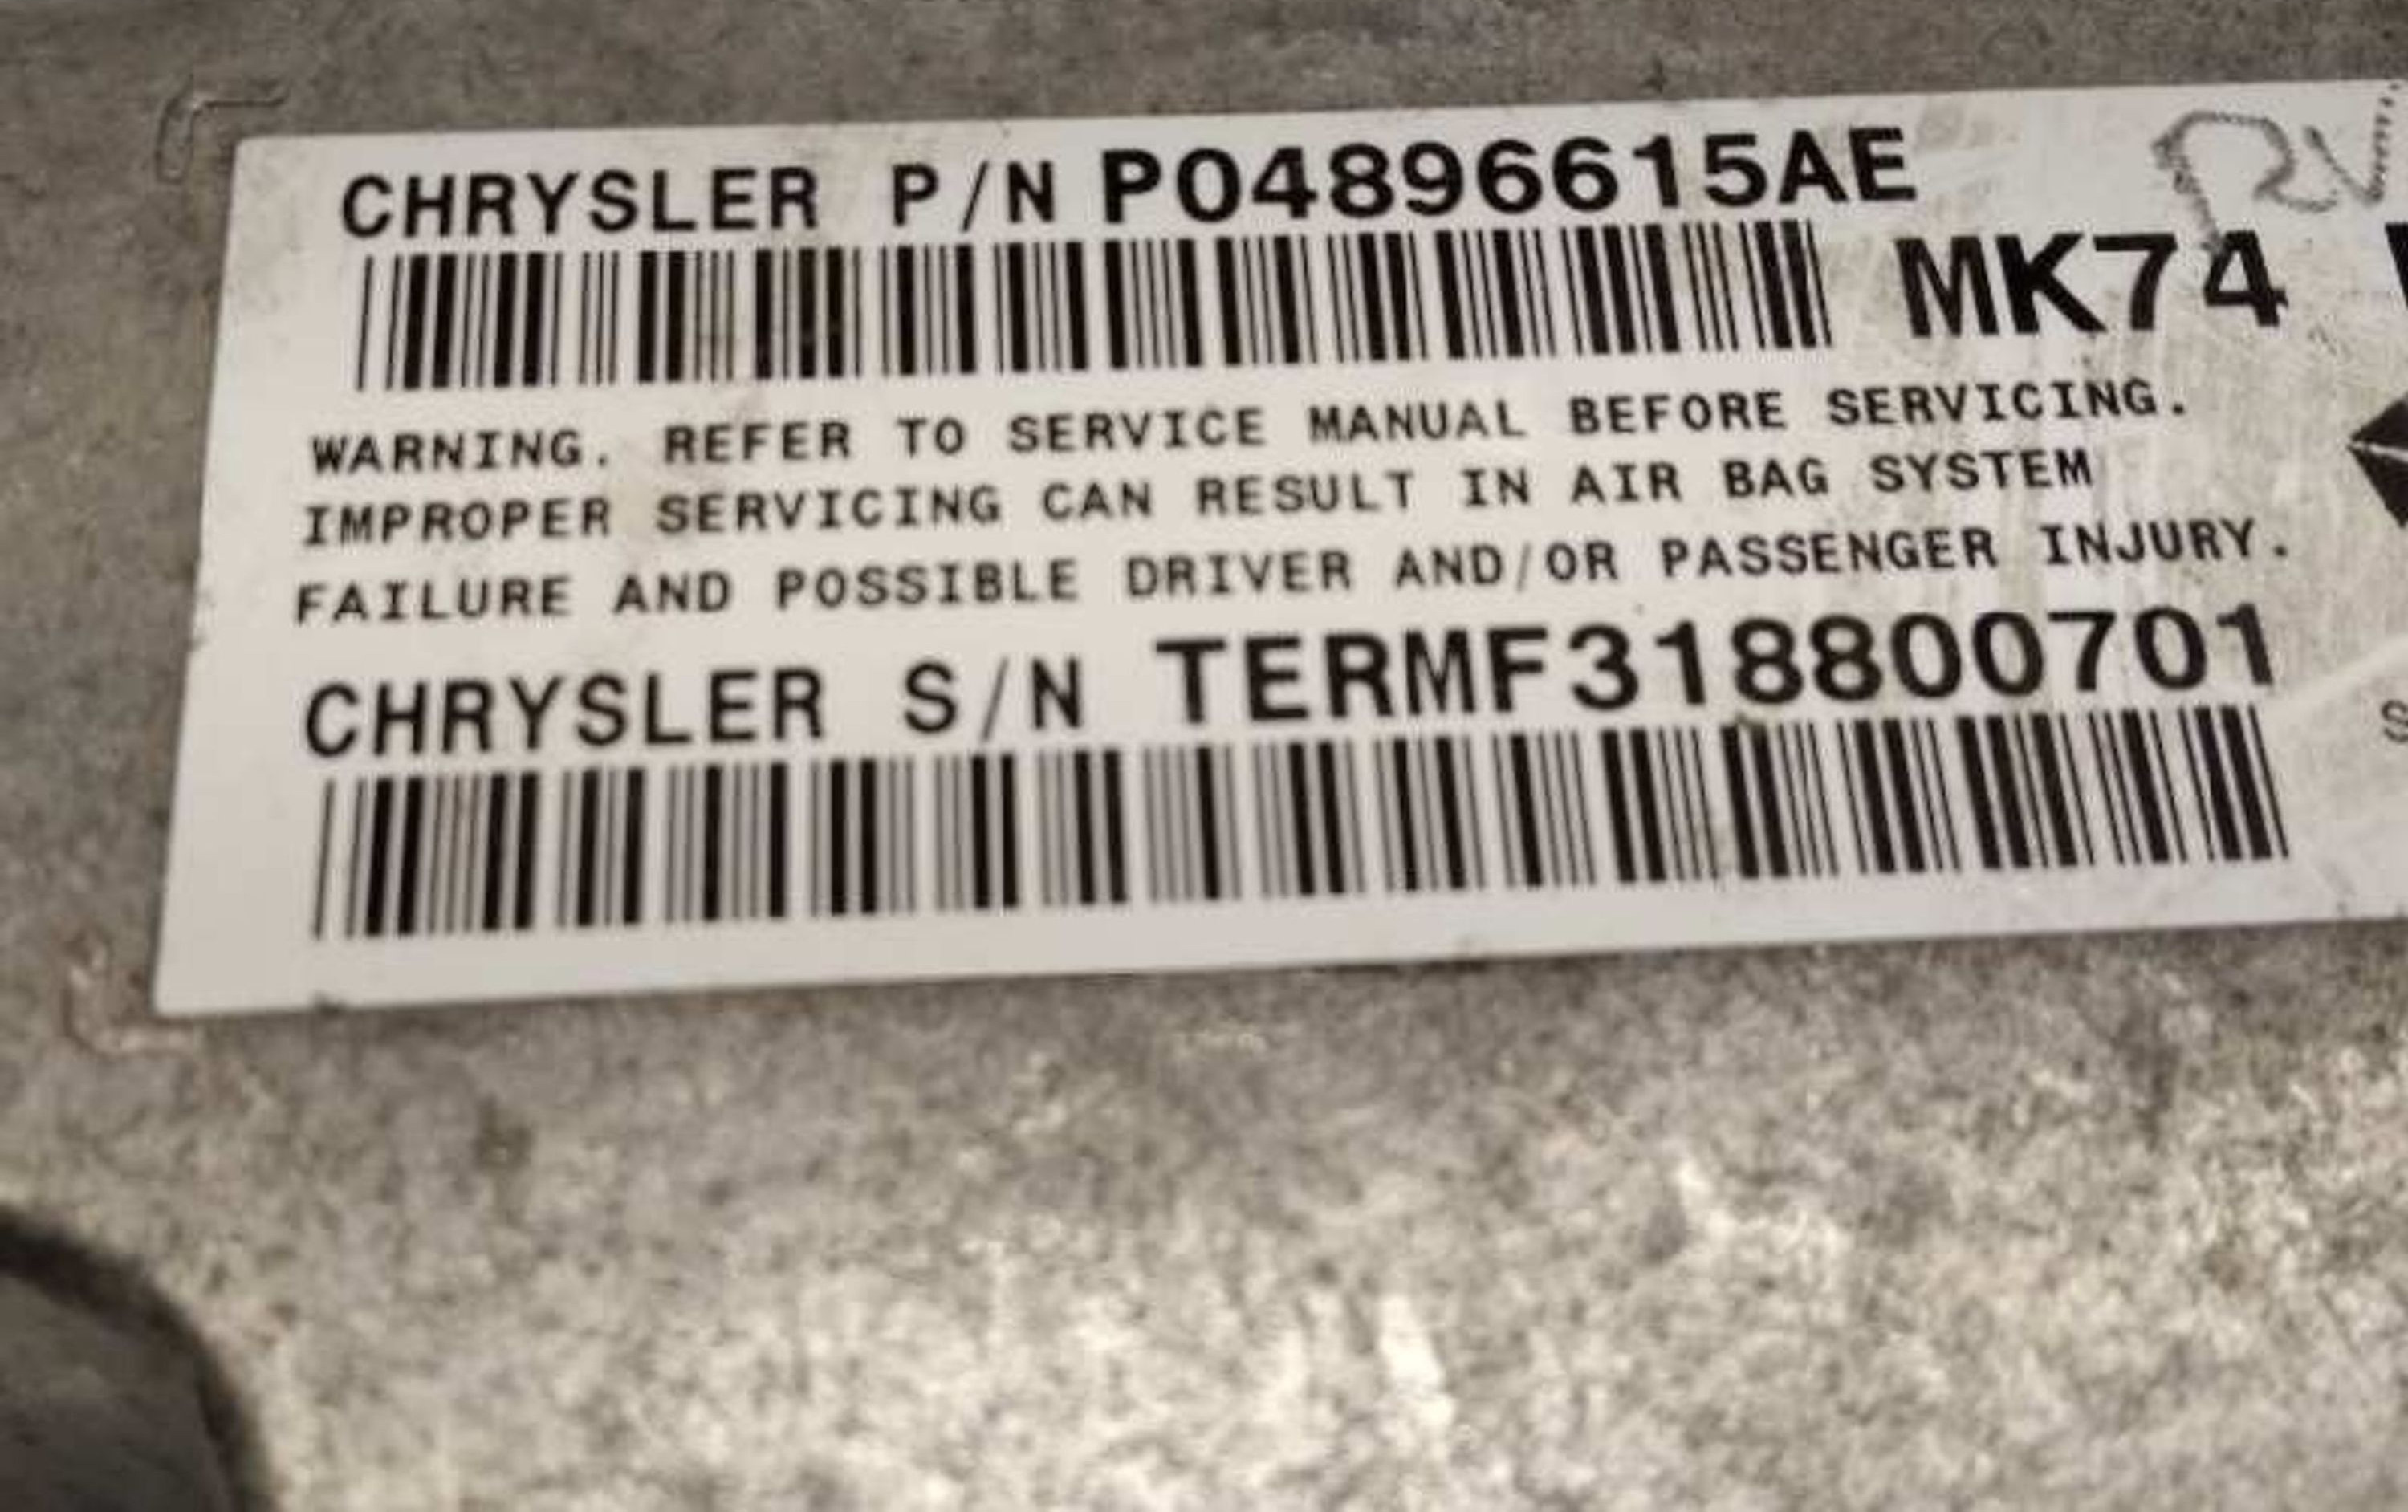 CHRYSLER P/N P04896615AE
MK74
WARNING. REFER TO SERVICE MANUAL BEFORE SERVICING.
IMPROPER SERVICING CAN RESULT IN AIR BAG SYSTEM
FAILURE AND POSSIBLE DRIVER AND/OR PASSENGER INJURY.
CHRYSLER S/N TERMF318800701